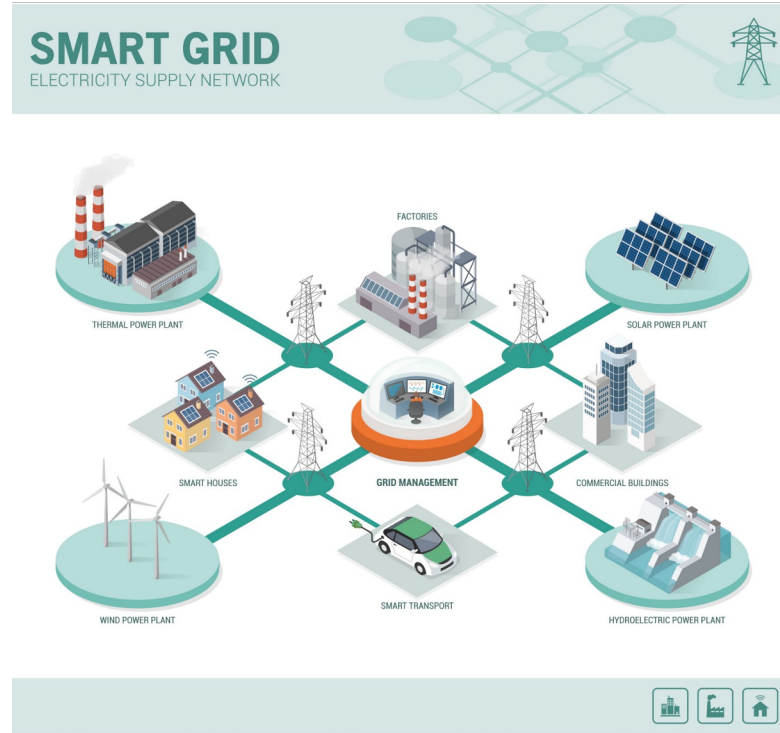 SMART GRID
ELECTRICITY SUPPLY NETWORK
FACTORIES
THERMAL POWER PLANT
SOLAR POWER PLANT
SMART HOUSES
GRID MANAGEMENT
COMMERCIAL BUILDINGS
SMART TRANSPORT
WIND POWER PLANT
HYDROELECTRIC POWER PLANT